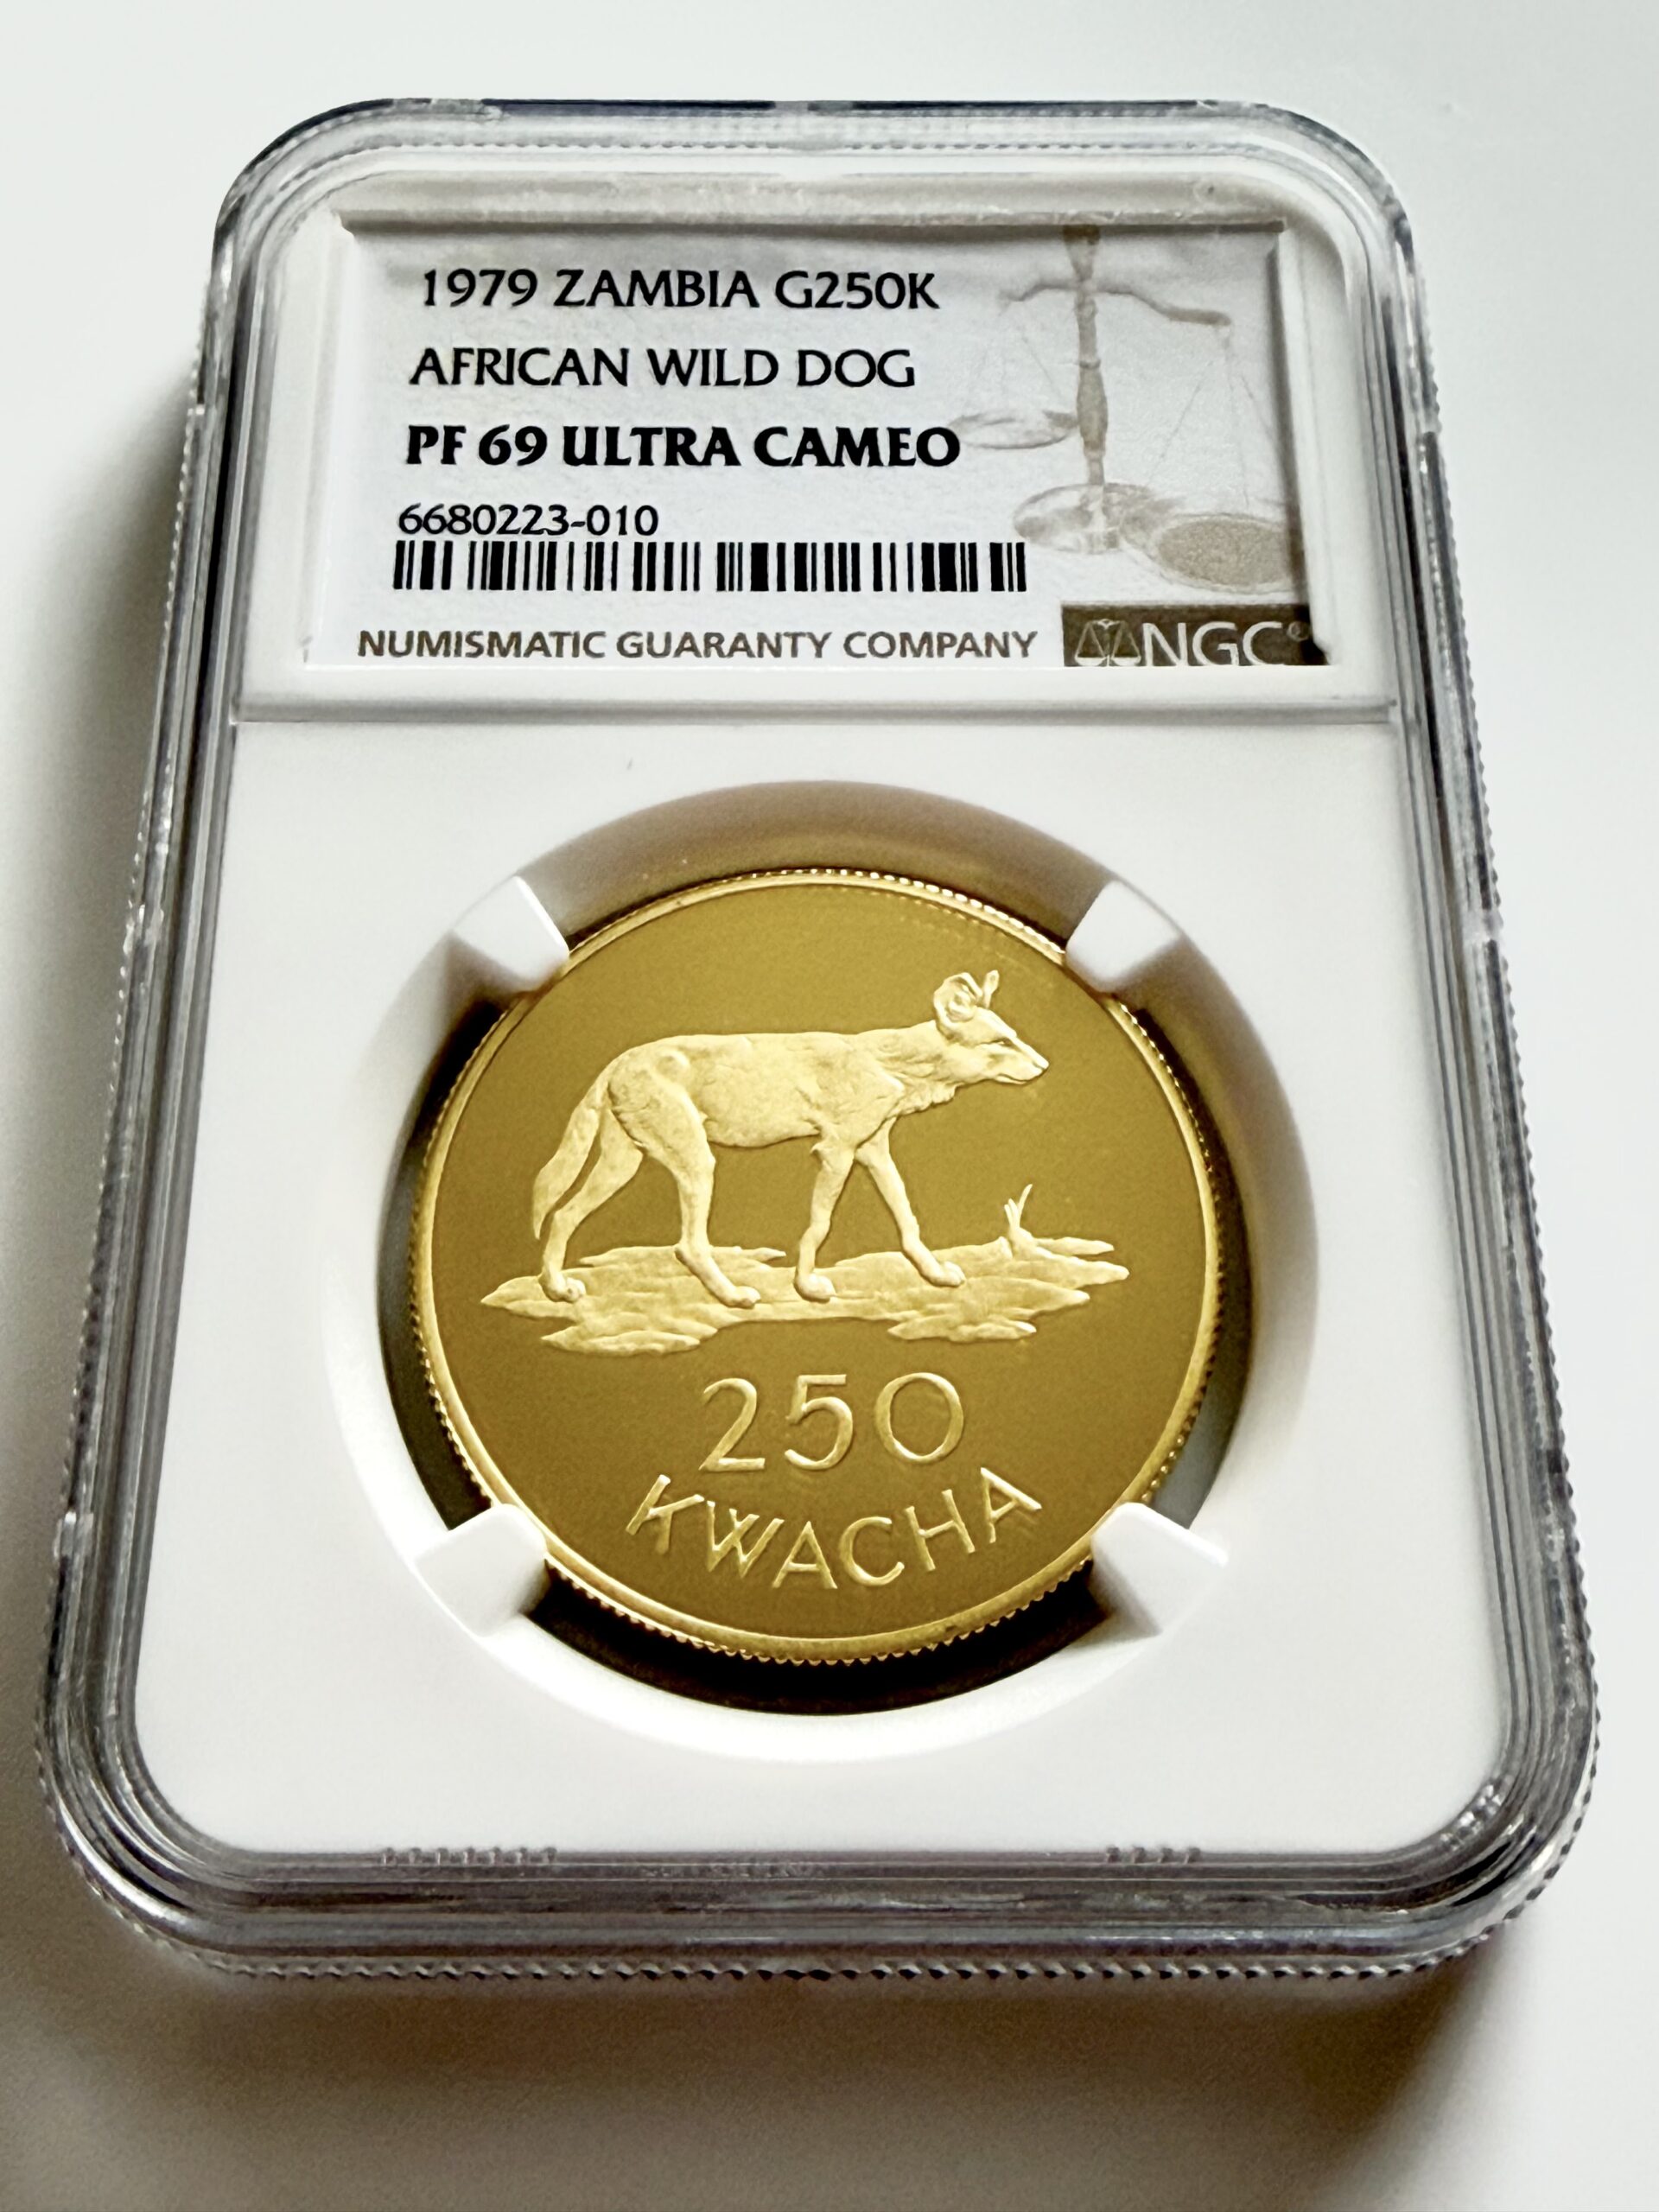 1979 ZAMBIA G250K
AFRICAN WILD DOG
PF 69 ULTRA CAMEO
6680223-010
NUMISMATIC GUARANTY COMPANY
NGC®
250
KWACHA